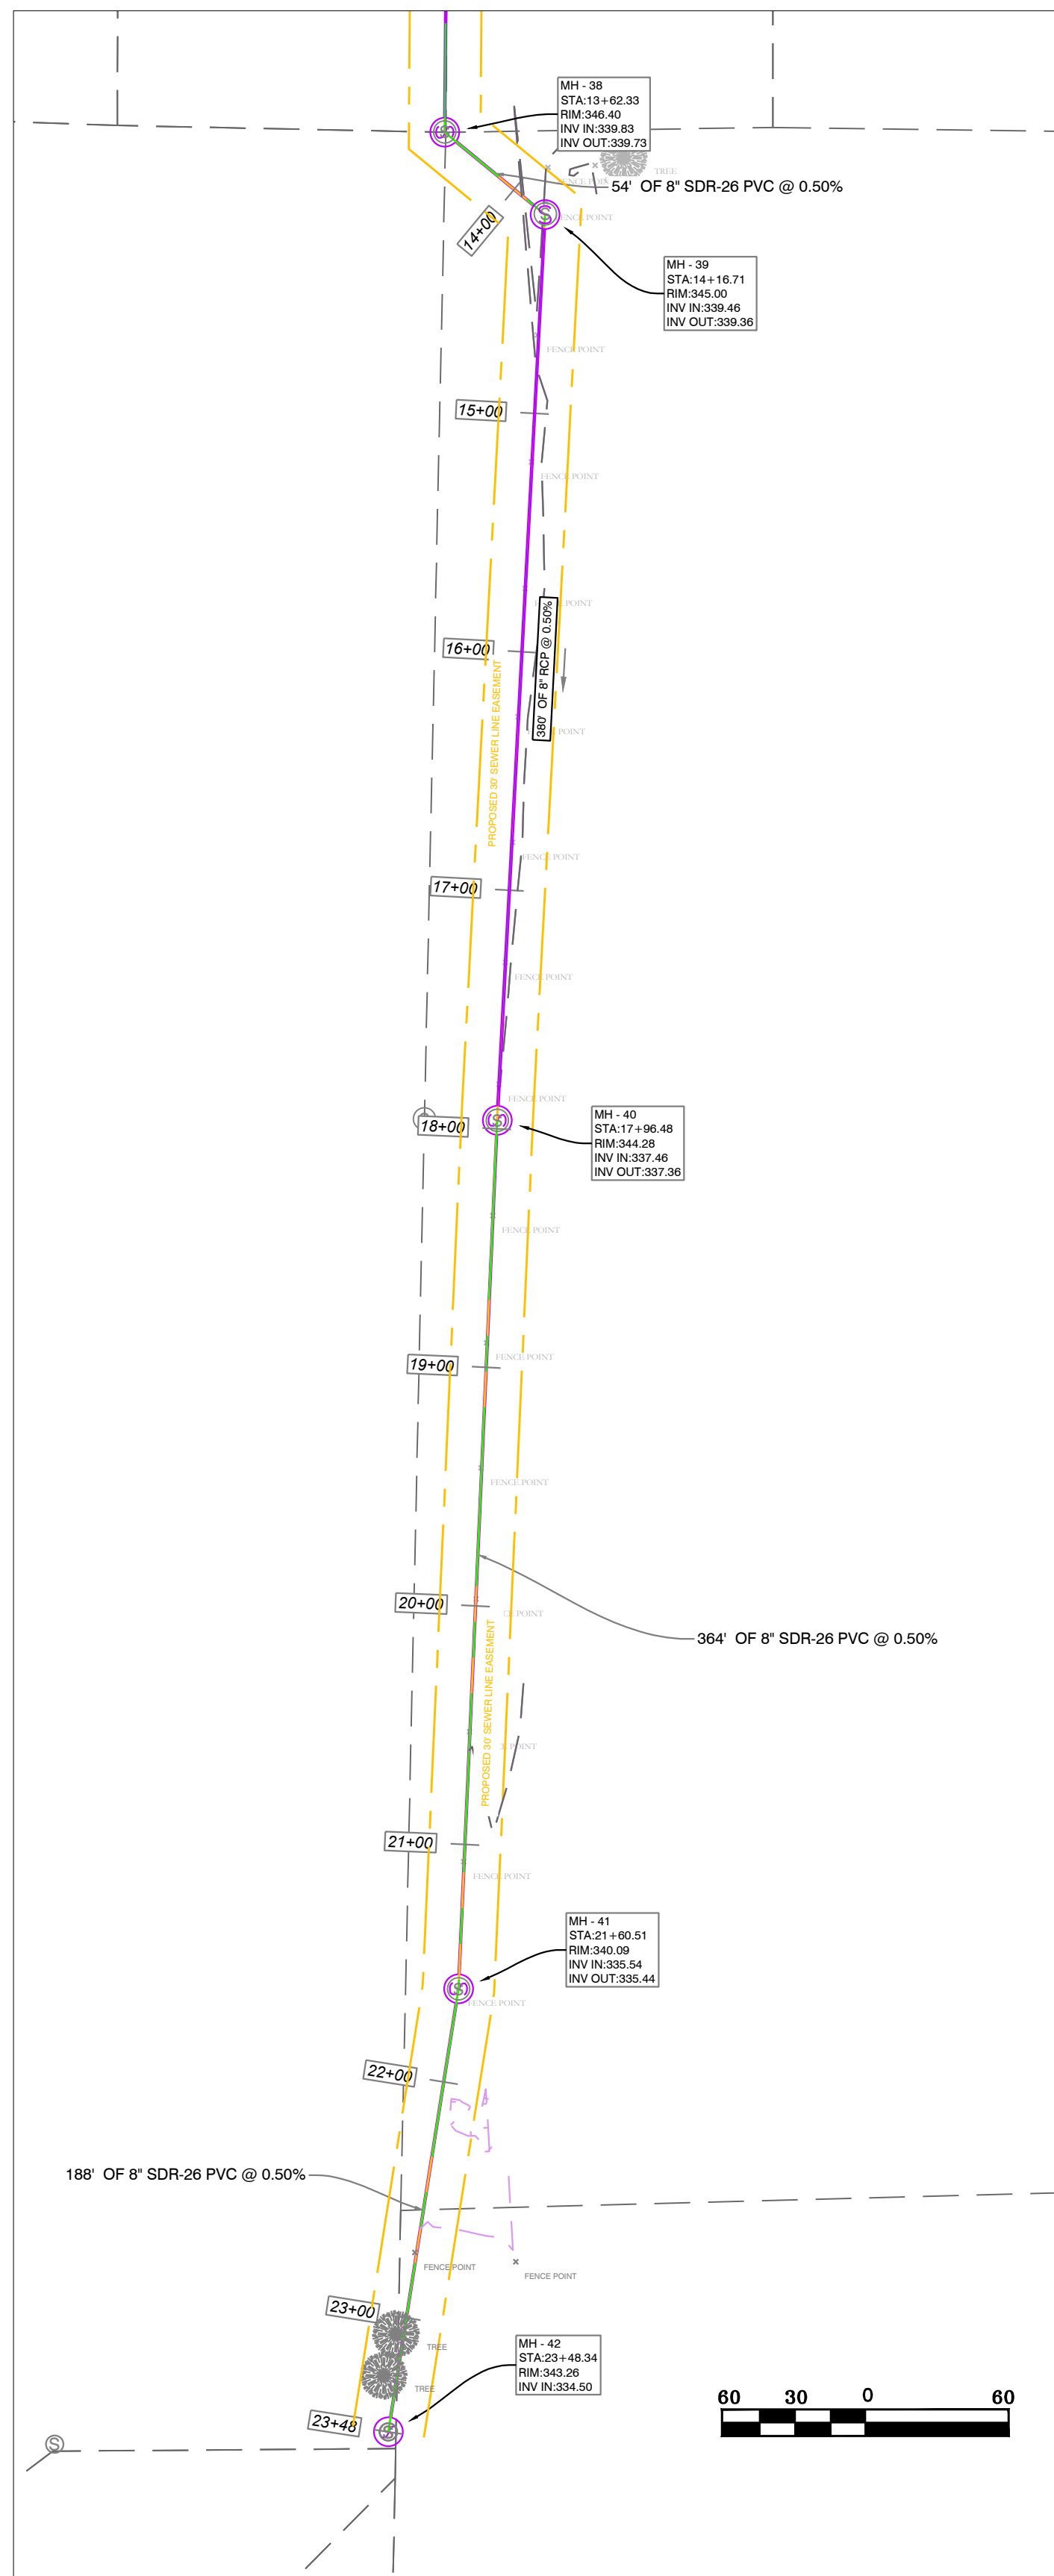 MH - 38
STA:13+62.33
RIM:346.40
INV IN:339.83
INV OUT:339.73
TREE
54' OF 8" SDR-26 PVC @ 0.50%
FENCE POINT
14+00
MH - 39
STA:14+16.71
RIM:345.00
INV IN:339.46
INV OUT:339.36
FENCE POINT
15+00
FENCE POINT
380' OF 8" RCP @ 0.50%
16+00
PROPOSED 30' SEWER LINE EASEMENT
POINT
FENCE POINT
17+00
FENCE POINT
FENCE POINT
MH - 40
STA:17+96.48
RIM:344.28
INV IN:337.46
INV OUT:337.36
18+00
FENCE POINT
FENCE POINT
19+00
FENCE POINT
20+00
CE POINT
364' OF 8" SDR-26 PVC @ 0.50%
PROPOSED 30' SEWER LINE EASEMENT
POINT
21+00
FENCE POINT
MH - 41
STA:21+60.51
RIM:340.09
INV IN:335.54
INV OUT:335.44
FENCE POINT
22+00
188' OF 8" SDR-26 PVC @ 0.50%
FENCE POINT
FENCE POINT
23+00
TREE
MH - 42
STA:23+48.34
RIM:343.26
INV IN:334.50
TREE
23+48
60 30 0 60
S